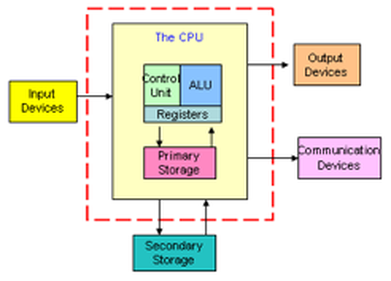 The CPU
Control
Unit
ALU
Registers
Primary
Storage
Input
Devices
Output
Devices
Communication
Devices
Secondary
Storage